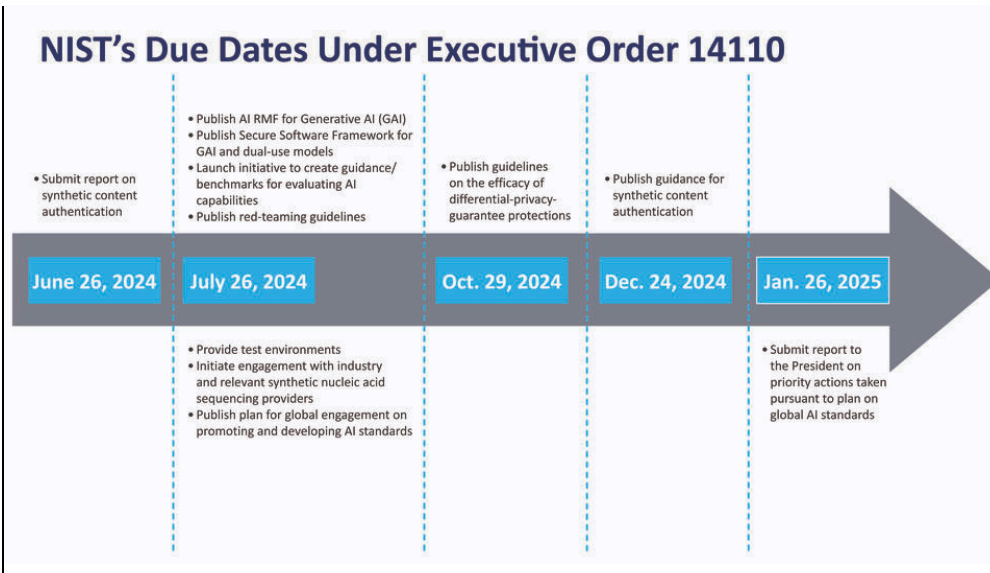 NIST's Due Dates Under Executive Order 14110
• Submit report on
synthetic content
authentication
• Publish AI RMF for Generative AI (GAI)
• Publish Secure Software Framework for
GAI and dual-use models
• Launch initiative to create guidance/
benchmarks for evaluating AI
capabilities
• Publish red-teaming guidelines
• Publish guidelines
on the efficacy of
differential-privacy-
guarantee protections
• Publish guidance for
synthetic content
authentication
June 26, 2024
July 26, 2024
Oct. 29, 2024
Dec. 24, 2024
Jan. 26, 2025
• Provide test environments
• Initiate engagement with industry
and relevant synthetic nucleic acid
sequencing providers
• Publish plan for global engagement on
promoting and developing AI standards
• Submit report to
the President on
priority actions taken
pursuant to plan on
global AI standards